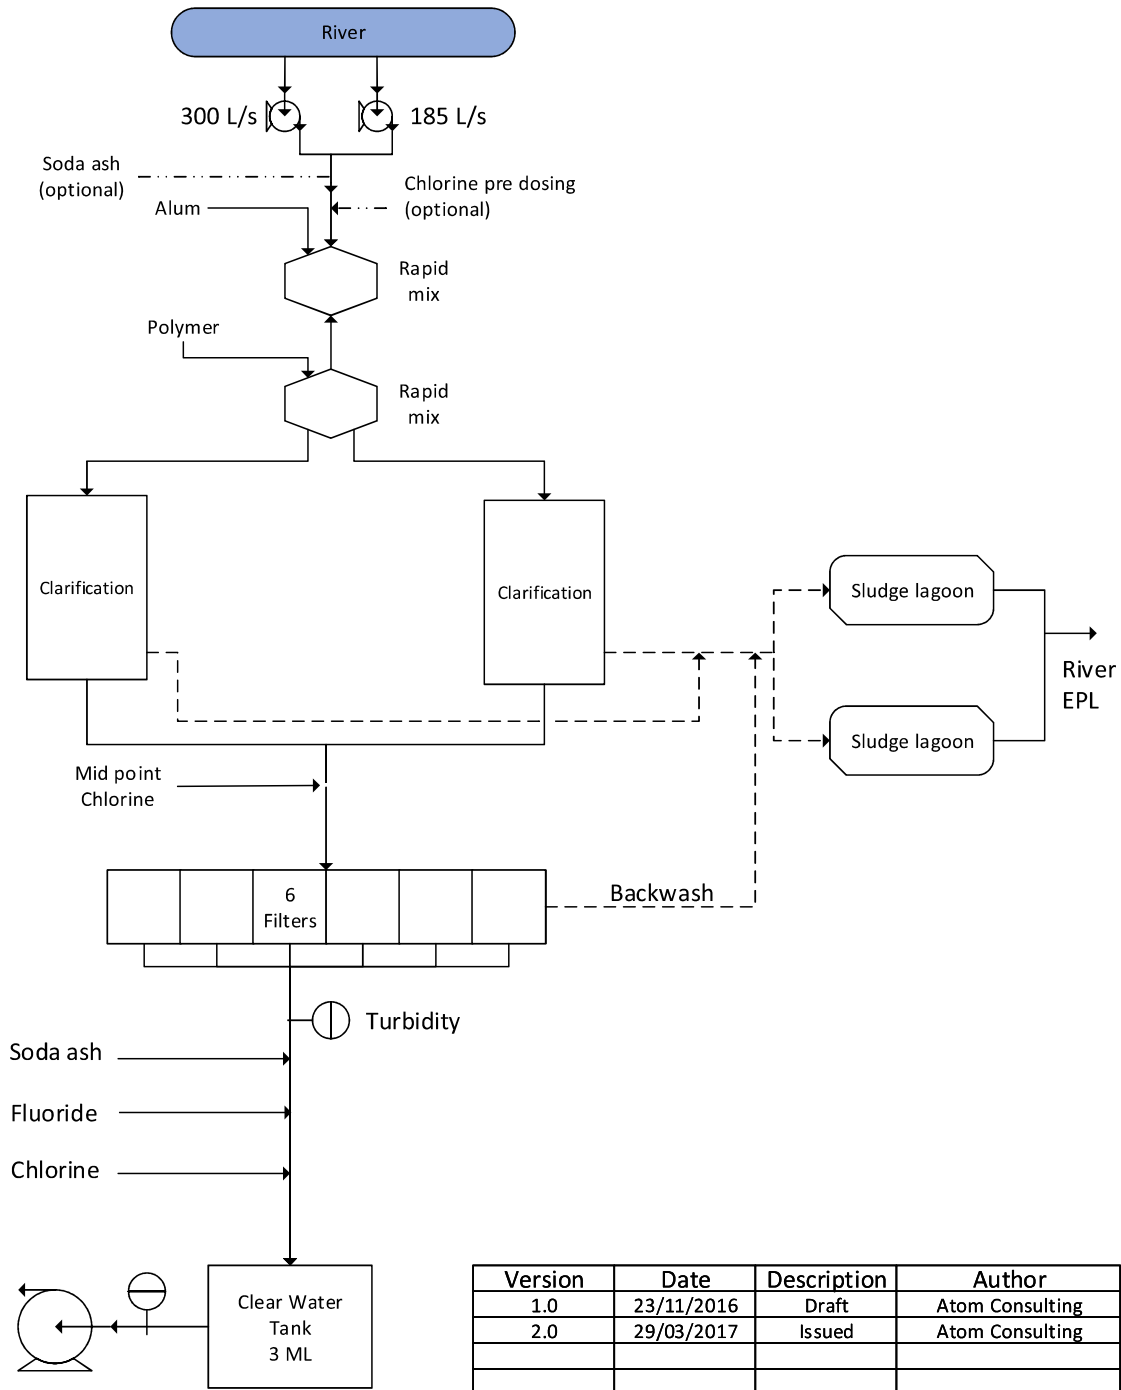 River
300 L/s
185 L/s
Soda ash
(optional)
Chlorine pre dosing
(optional)
Alum
Rapid
mix
Polymer
Rapid
mix
Clarification
Clarification
Sludge lagoon
River
EPL
Sludge lagoon
Mid point
Chlorine
6
Filters
Backwash
Turbidity
Soda ash
Fluoride
Chlorine
Clear Water
Tank
3 ML
Version Date Description Author
1.0 23/11/2016 Draft Atom Consulting
2.0 29/03/2017 Issued Atom Consulting